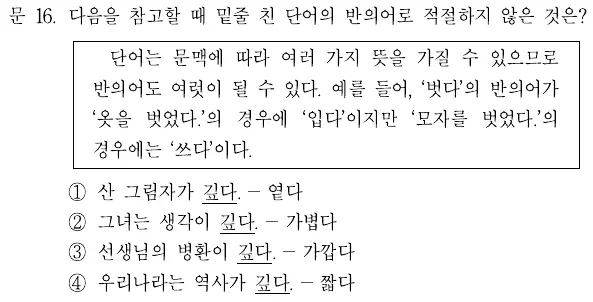 문 16. 다음을 참고할 때 밑줄 친 단어의 반의어로 적절하지 않은 것은?
단어는 문맥에 따라 여러 가지 뜻을 가질 수 있으므로
반의어도 여럿이 될 수 있다. 예를 들어, ‘벗다’의 반의어가
‘옷을 벗었다.’의 경우에 ‘입다’이지만 ‘모자를 벗었다.’의
경우에는 ‘쓰다’이다.
① 산 그림자가 깊다. - 옅다
② 그녀는 생각이 깊다. - 가볍다
③ 선생님의 병환이 깊다. - 가깝다
④ 우리나라는 역사가 깊다. - 짧다